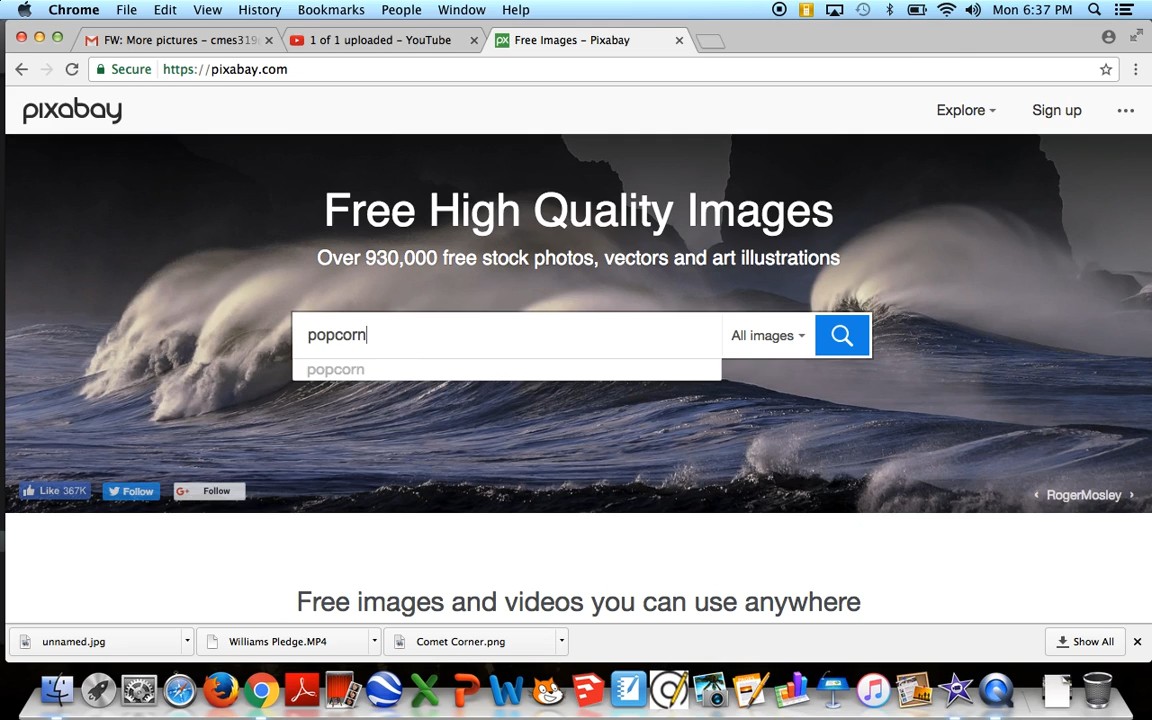 Chrome File Edit View History Bookmarks People Window Help Mon 6:37 PM
FW: More pictures - cmes319 1 of 1 uploaded - YouTube Free Images - Pixabay
Secure https://pixabay.com
pixabay Explore Sign up
Free High Quality Images
Over 930,000 free stock photos, vectors and art illustrations
popcorn All images
popcorn
Like 367K Follow G+ Follow ‹ RogerMosley ›
Free images and videos you can use anywhere
unnamed.jpg Williams Pledge.MP4 Comet Corner.png Show All